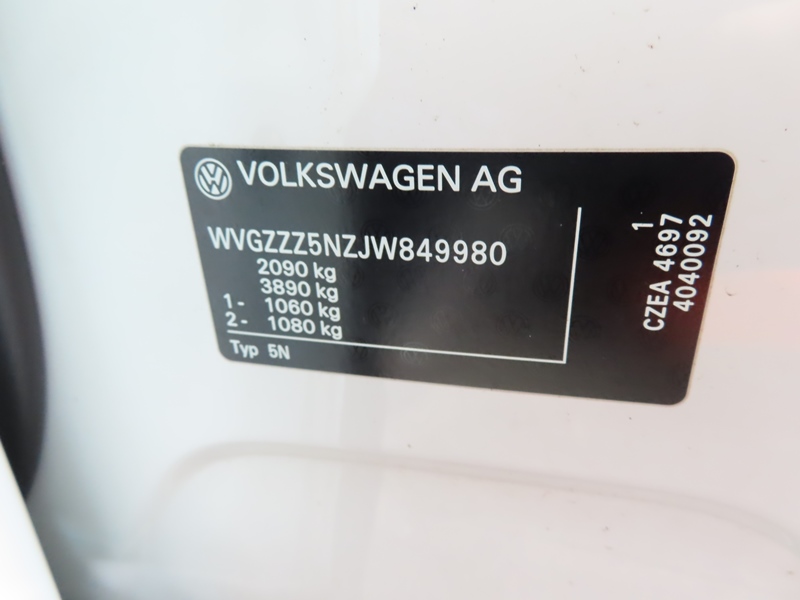 VOLKSWAGEN AG
WVGZZZ5NZJW849980
2090 kg
3890 kg
1- 1060 kg
2- 1080 kg
Typ 5N
1
CZEA 4697
4040092